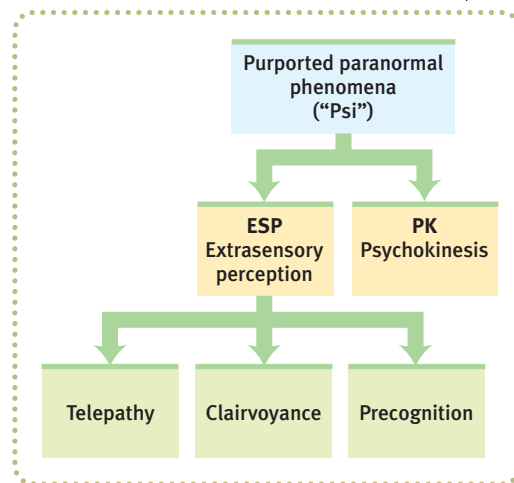 Purported paranormal
phenomena
(“Psi”)
ESP
Extrasensory
perception
PK
Psychokinesis
Telepathy
Clairvoyance
Precognition